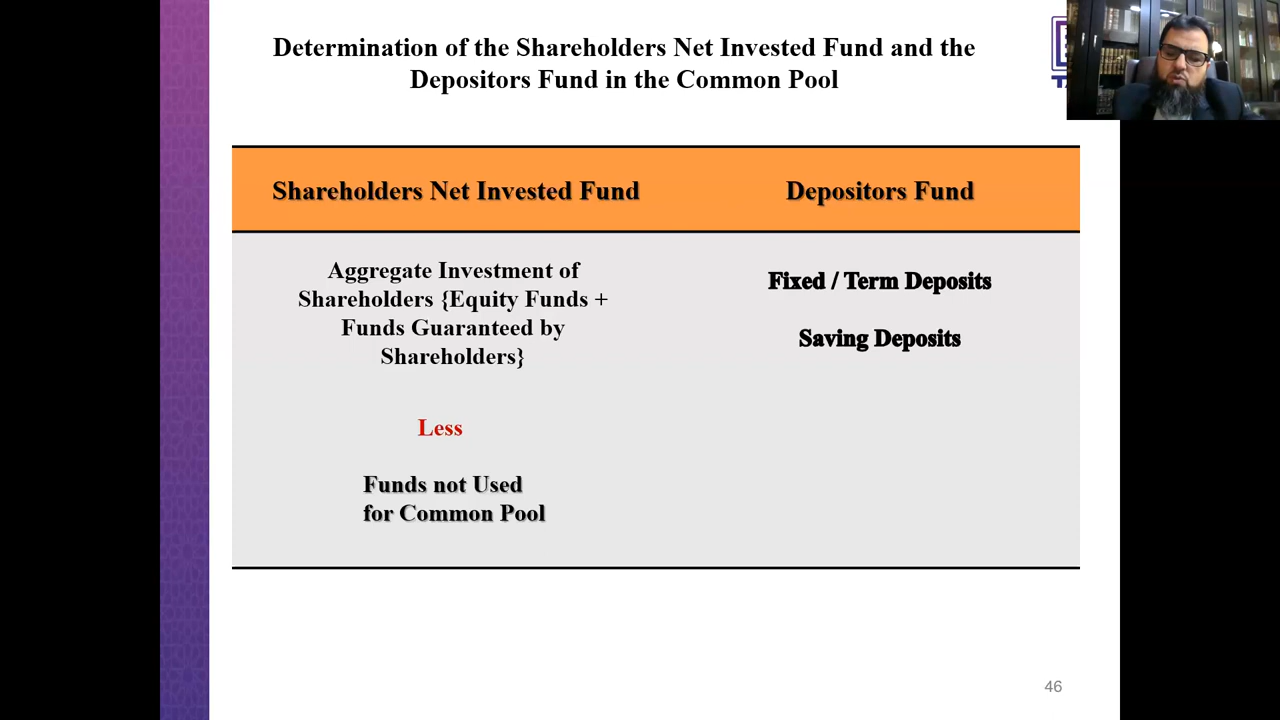 Determination of the Shareholders Net Invested Fund and the
Depositors Fund in the Common Pool
Shareholders Net Invested Fund
Depositors Fund
Aggregate Investment of
Shareholders {Equity Funds +
Funds Guaranteed by
Shareholders}
Less
Funds not Used
for Common Pool
Fixed / Term Deposits
Saving Deposits
46